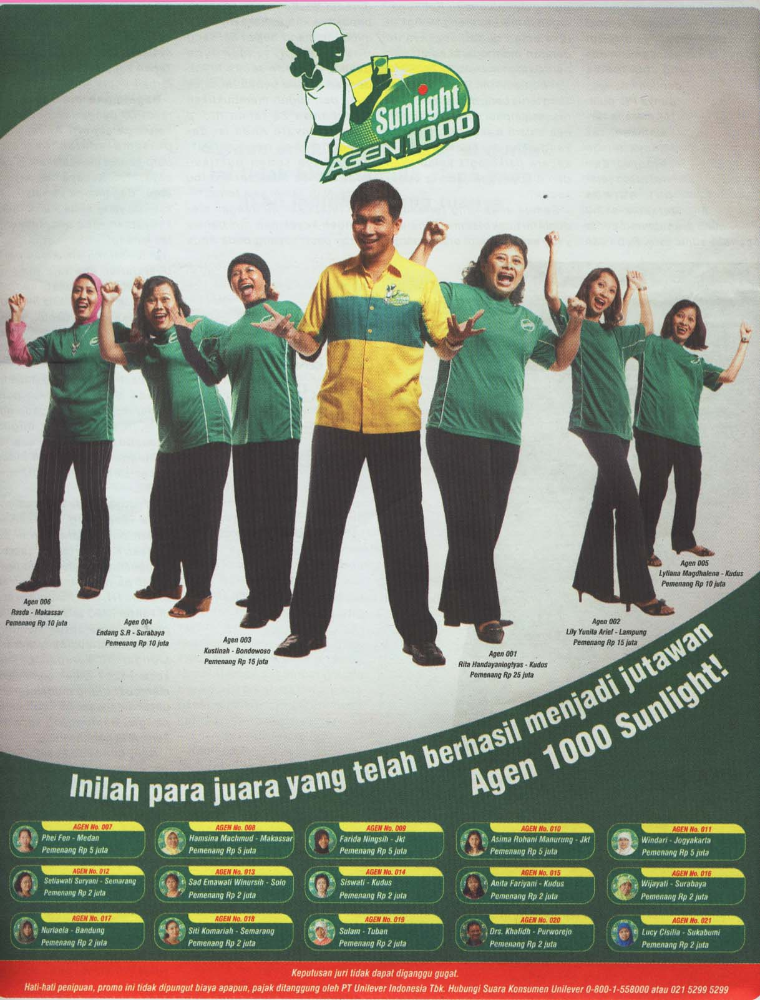 Sunlight
AGEN 1000
Agen 006
Rasda - Makassar
Pemenang Rp 10 juta
Agen 004
Endang S.R - Surabaya
Pemenang Rp 10 juta
Agen 003
Kustinah - Bondowoso
Pemenang Rp 15 juta
Agen 001
Rita Handayaningtyas - Kudus
Pemenang Rp 25 juta
Agen 002
Lily Yunita Arief - Lampung
Pemenang Rp 15 juta
Agen 005
Lyliana Magdhalena - Kudus
Pemenang Rp 10 juta
Inilah para juara yang telah berhasil menjadi jutawan
Agen 1000 Sunlight!
AGEN No. 007
Phei Fen - Medan
Pemenang Rp 5 juta
AGEN No. 008
Hamsina Machmud - Makassar
Pemenang Rp 5 juta
AGEN No. 009
Farida Ningsih - Jkt
Pemenang Rp 5 juta
AGEN No. 010
Asima Rohani Manurung - Jkt
Pemenang Rp 5 juta
AGEN No. 011
Windari - Jogyakarta
Pemenang Rp 5 juta
AGEN No. 012
Setiawati Suryani - Semarang
Pemenang Rp 2 juta
AGEN No. 013
Sad Emawati Winursih - Solo
Pemenang Rp 2 juta
AGEN No. 014
Siswati - Kudus
Pemenang Rp 2 juta
AGEN No. 015
Anita Fariyani - Kudus
Pemenang Rp 2 juta
AGEN No. 016
Wijayati - Surabaya
Pemenang Rp 2 juta
AGEN No. 017
Nurlaela - Bandung
Pemenang Rp 2 juta
AGEN No. 018
Siti Komariah - Semarang
Pemenang Rp 2 juta
AGEN No. 019
Sulam - Tuban
Pemenang Rp 2 juta
AGEN No. 020
Drs. Kholidh - Purworejo
Pemenang Rp 2 juta
AGEN No. 021
Lucy Cisilia - Sukabumi
Pemenang Rp 2 juta
Keputusan juri tidak dapat diganggu gugat.
Hati-hati penipuan, promo ini tidak dipungut biaya apapun, pajak ditanggung oleh PT Unilever Indonesia Tbk. Hubungi Suara Konsumen Unilever 0-800-1-558000 atau 021 5299 5299